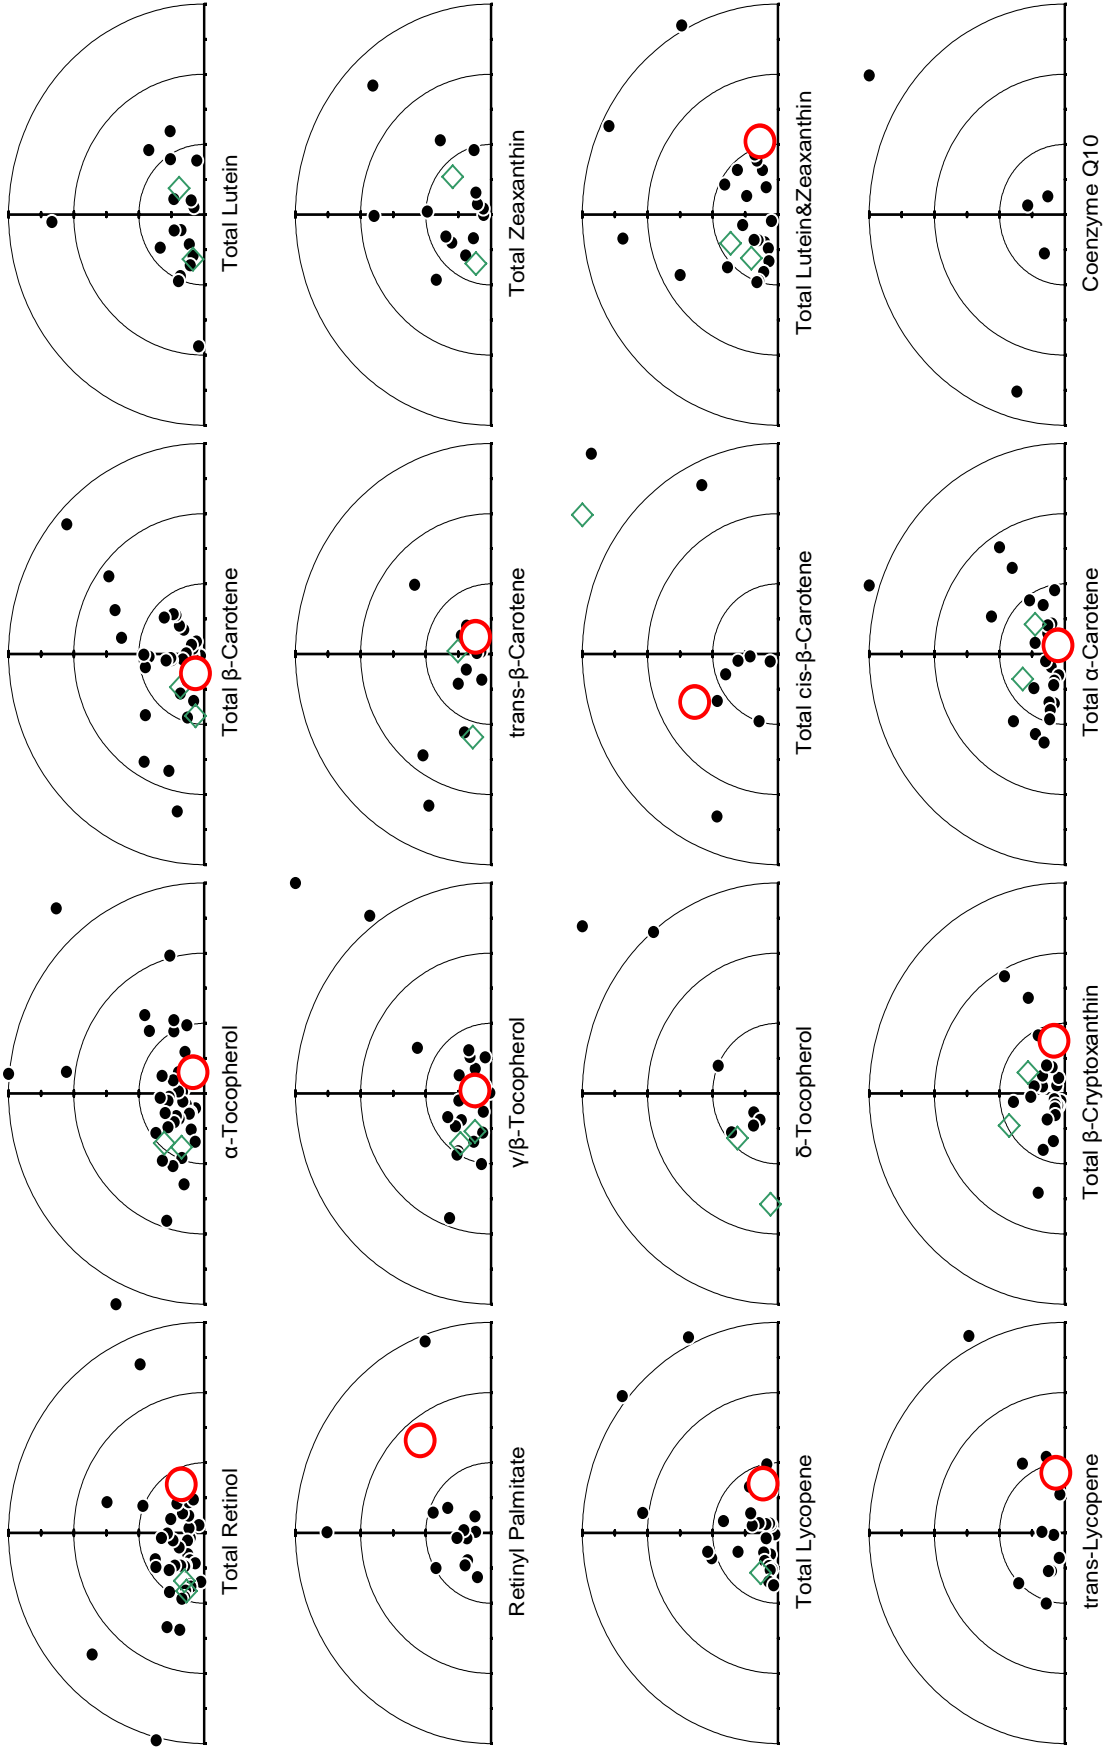 Total Retinol
α-Tocopherol
Total β-Carotene
Total Lutein
Retinyl Palmitate
γ/β-Tocopherol
trans-β-Carotene
Total Zeaxanthin
Total Lycopene
δ-Tocopherol
Total cis-β-Carotene
Total Lutein&Zeaxanthin
trans-Lycopene
Total β-Cryptoxanthin
Total α-Carotene
Coenzyme Q10